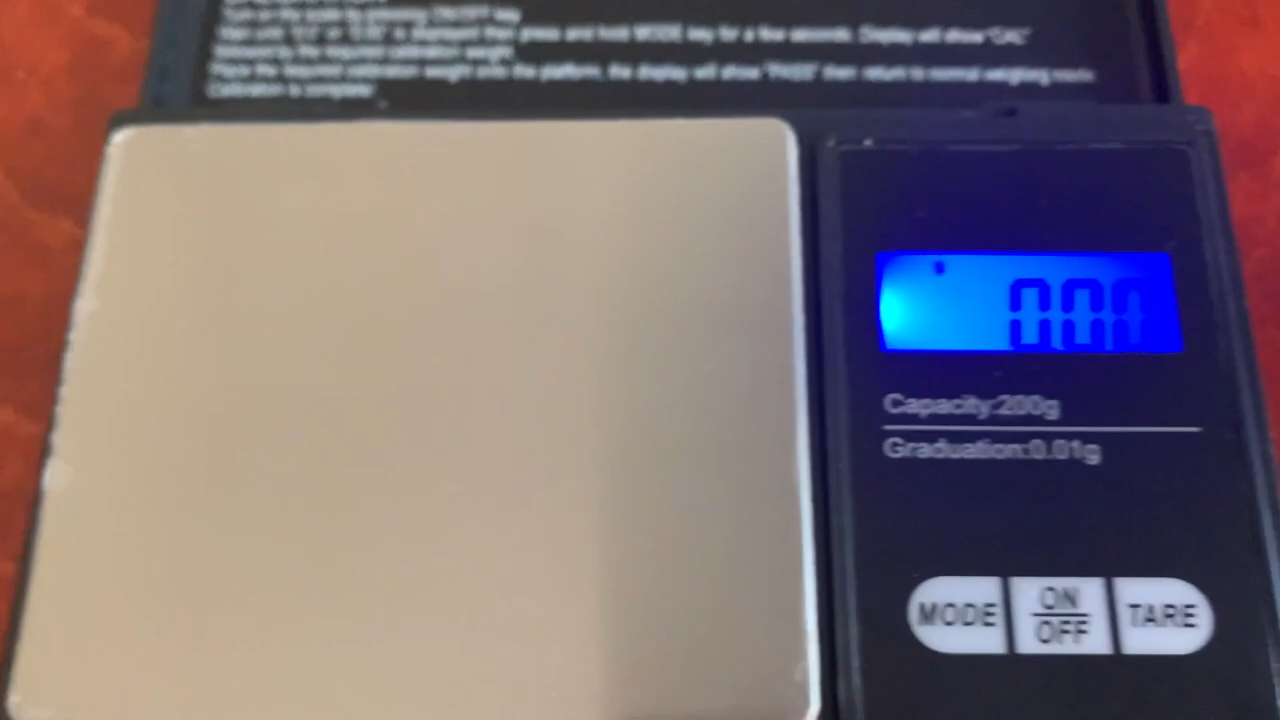 Turn on the scale by pressing ON/OFF key
Wait until "0.0" or "0.00" is displayed then press and hold MODE key for a few seconds. Display will show "CAL"
followed by the required calibration weight.
Place the required calibration weight onto the platform, the display will show "PASS" then return to normal weighing mode.
Calibration is complete
0.00
Capacity:200g
Graduation:0.01g
MODE
ON
OFF
TARE